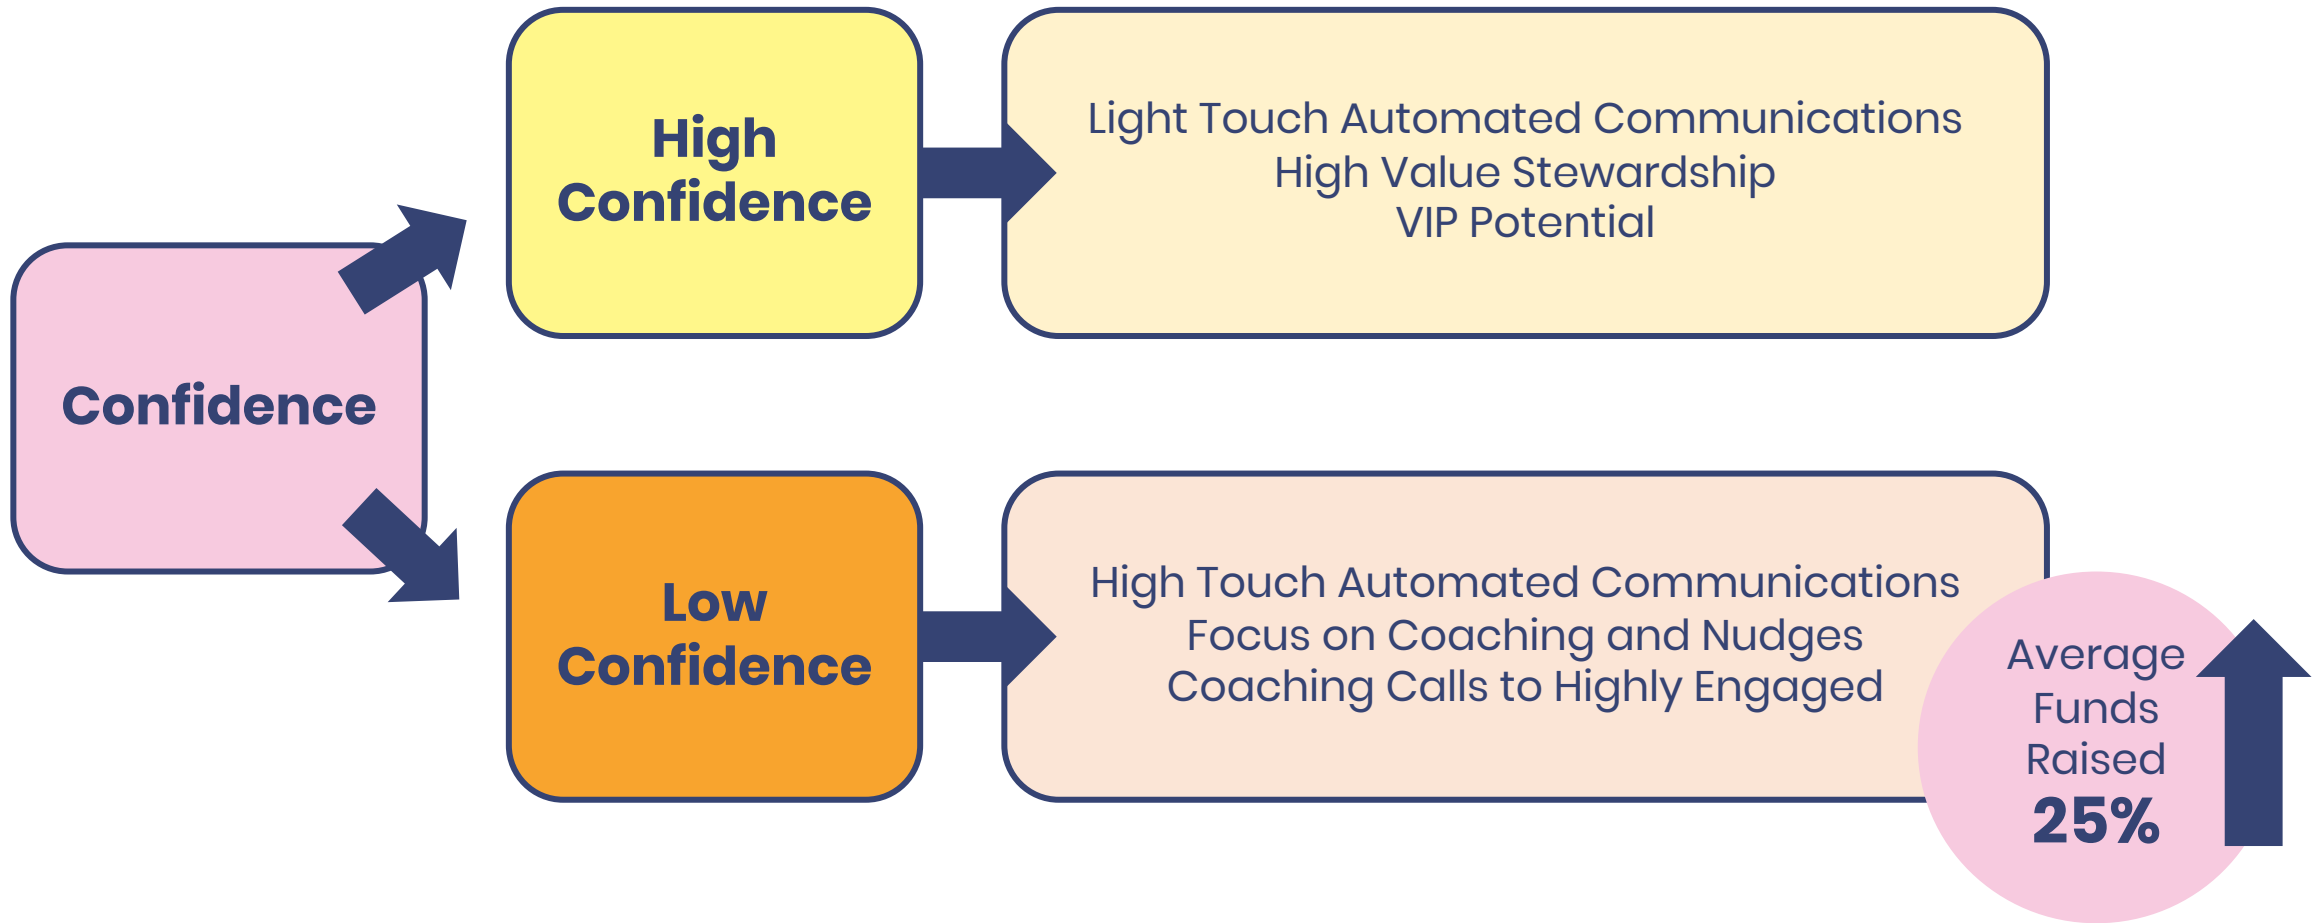 Confidence
High
Confidence
Light Touch Automated Communications
High Value Stewardship
VIP Potential
Low
Confidence
High Touch Automated Communications
Focus on Coaching and Nudges
Coaching Calls to Highly Engaged
Average
Funds
Raised
25%